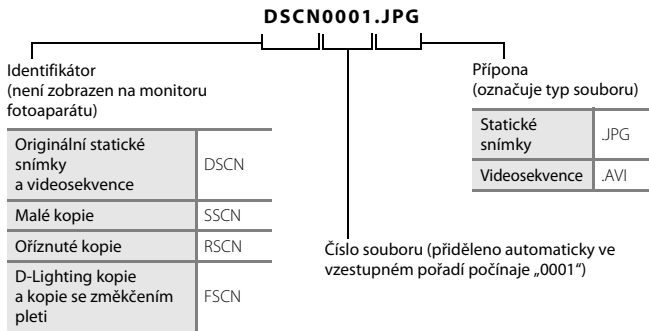 DSCN0001.JPG
Identifikátor
(není zobrazen na monitoru
fotoaparátu)
Originální statické
snímky
a videosekvence
DSCN
Malé kopie
SSCN
Oříznuté kopie
RSCN
D-Lighting kopie
a kopie se změkčením
pleti
FSCN
Přípona
(označuje typ souboru)
Statické
snímky
.JPG
Videosekvence
.AVI
Číslo souboru (přiděleno automaticky ve
vzestupném pořadí počínaje „0001“)